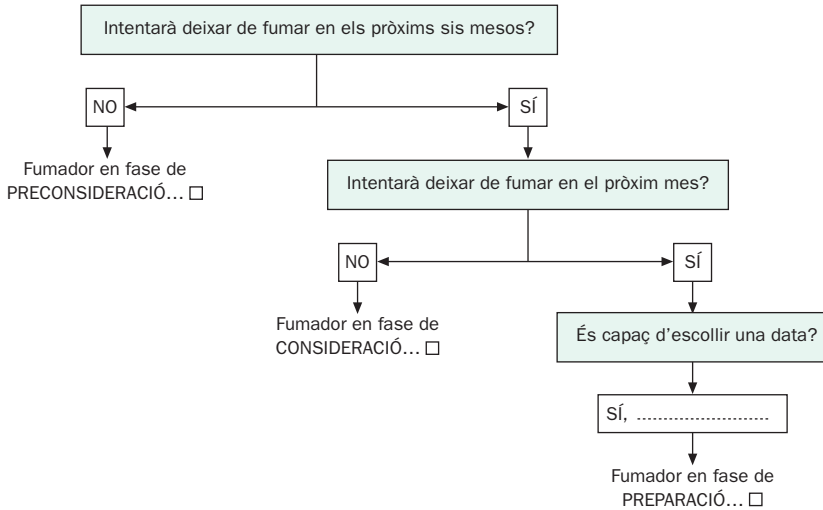 Intentarà deixar de fumar en els pròxims sis mesos?
NO
SÍ
Fumador en fase de
PRECONSIDERACIÓ... □
Intentarà deixar de fumar en el pròxim mes?
NO
SÍ
Fumador en fase de
CONSIDERACIÓ... □
És capaç d'escollir una data?
SÍ, ........................
Fumador en fase de
PREPARACIÓ... □